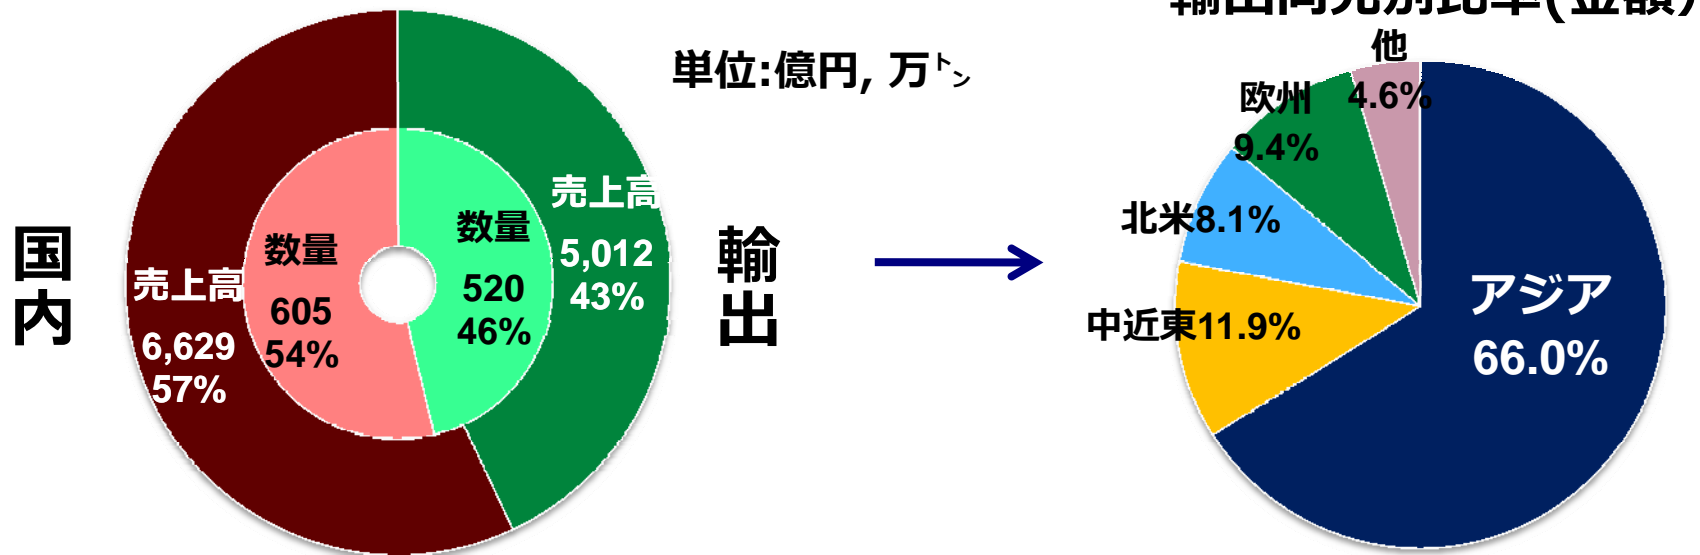 輸出向先別比率(金額)
単位:億円, 万㌧
国内
売上高
6,629
57%
数量
605
54%
数量
520
46%
売上高
5,012
43%
輸出
他
4.6%
欧州
9.4%
北米8.1%
中近東11.9%
アジア
66.0%